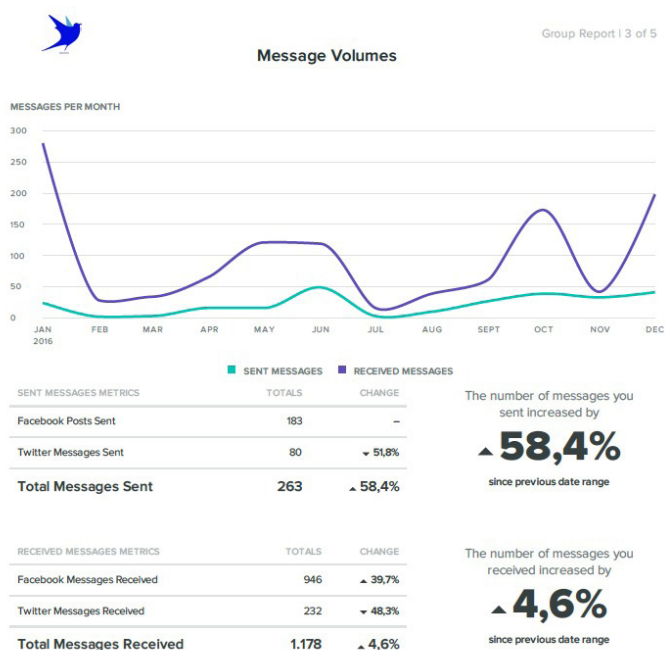 Group Report | 3 of 5
Message Volumes
MESSAGES PER MONTH
300
250
200
150
100
50
0
JAN FEB MAR APR MAY JUN JUL AUG SEPT OCT NOV DEC
2016
SENT MESSAGES RECEIVED MESSAGES
SENT MESSAGES METRICS TOTALS CHANGE
Facebook Posts Sent 183 –
Twitter Messages Sent 80 ▾ 51,8%
Total Messages Sent 263 ▴ 58,4%
The number of messages you
sent increased by
▴ 58,4%
since previous date range
RECEIVED MESSAGES METRICS TOTALS CHANGE
Facebook Messages Received 946 ▴ 39,7%
Twitter Messages Received 232 ▾ 48,3%
Total Messages Received 1.178 ▴ 4,6%
The number of messages you
received increased by
▴ 4,6%
since previous date range